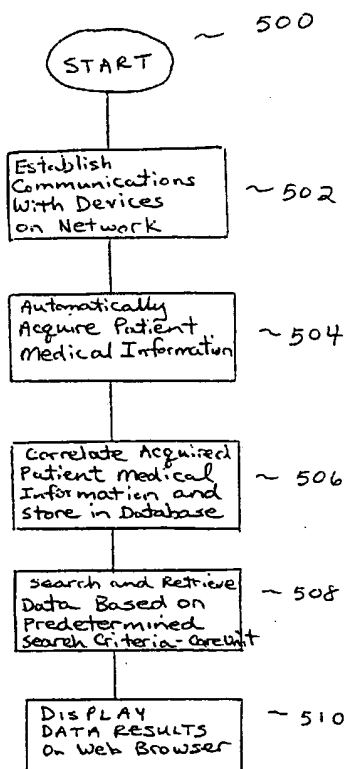 ~ 500
START
Establish
Communications
With Devices
on Network
~ 502
Automatically
Acquire Patient
Medical Information
~ 504
Correlate Acquired
Patient Medical
Information and
Store in Database
~ 506
Search and Retrieve
Data Based on
Predetermined
Search Criteria-CareUnit
~ 508
DISPLAY
DATA RESULTS
On Web Browser
~ 510